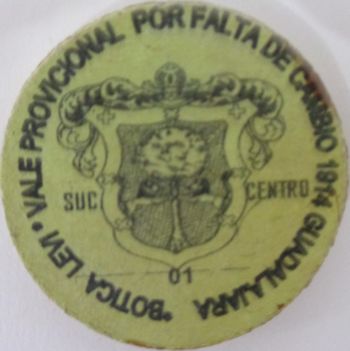 *BOTICA LEVI * VALE PROVICIONAL POR FALTA DE CAMBIO 1914 GUADALAJARA
SUC CENTRO
01